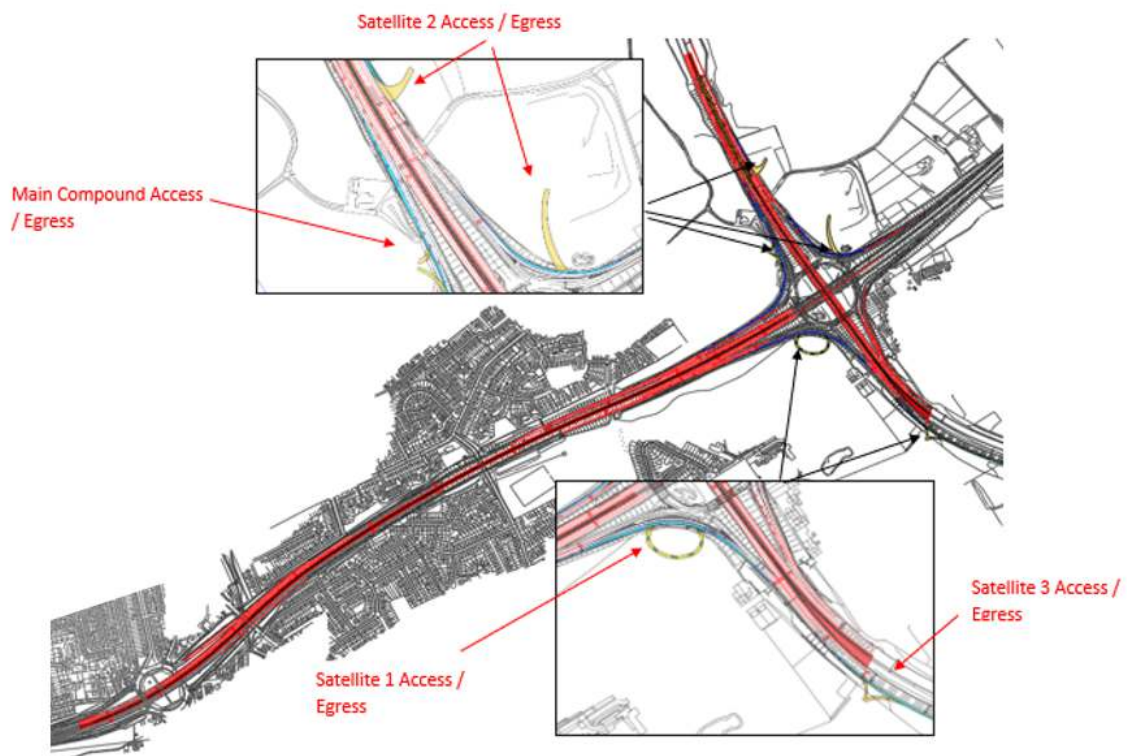 Satellite 2 Access / Egress
Main Compound Access
/ Egress
Satellite 3 Access /
Egress
Satellite 1 Access /
Egress